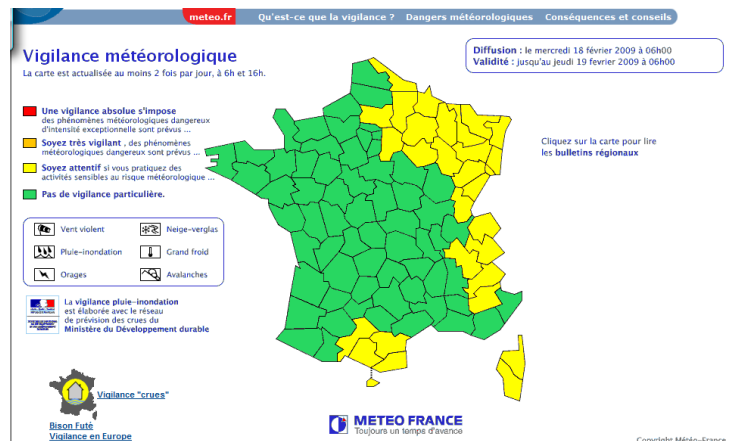 meteo.fr Qu'est-ce que la vigilance ? Dangers météorologiques Conséquences et conseils
Vigilance météorologique
La carte est actualisée au moins 2 fois par jour, à 6h et 16h.
Diffusion : le mercredi 18 février 2009 à 06h00
Validité : jusqu'au jeudi 19 fevrier 2009 à 06h00
Une vigilance absolue s'impose
des phénomènes météorologiques dangereux
d'intensité exceptionnelle sont prévus ...
Soyez très vigilant , des phénomènes
météorologiques dangereux sont prévus ...
Soyez attentif si vous pratiquez des
activités sensibles au risque météorologique ...
Pas de vigilance particulière.
Cliquez sur la carte pour lire
les bulletins régionaux
Vent violent
Neige-verglas
Pluie-inondation
Grand froid
Orages
Avalanches
La vigilance pluie-inondation
est élaborée avec le réseau
de prévision des crues du
Ministère du Développement durable
Vigilance "crues"
Bison Futé
Vigilance en Europe
METEO FRANCE
Toujours un temps d'avance
Copyright Météo-France